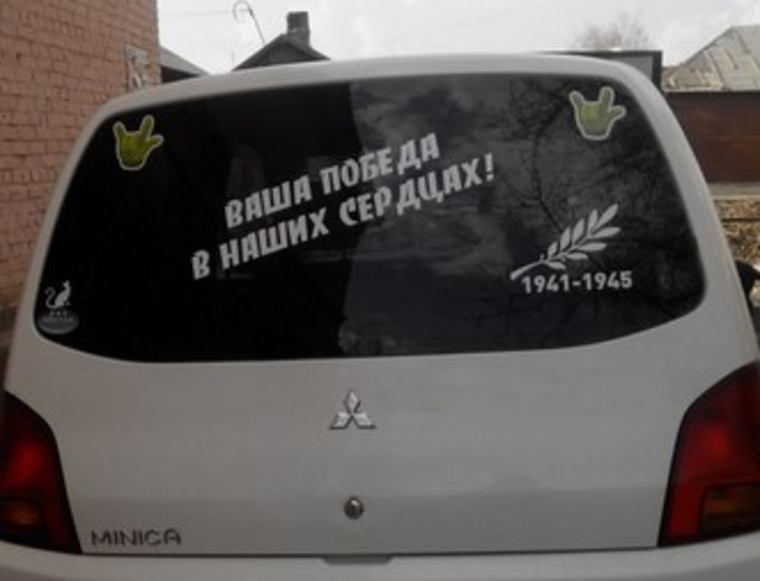 ВАША ПОБЕДА
В НАШИХ СЕРДЦАХ!
1941-1945
MINICA